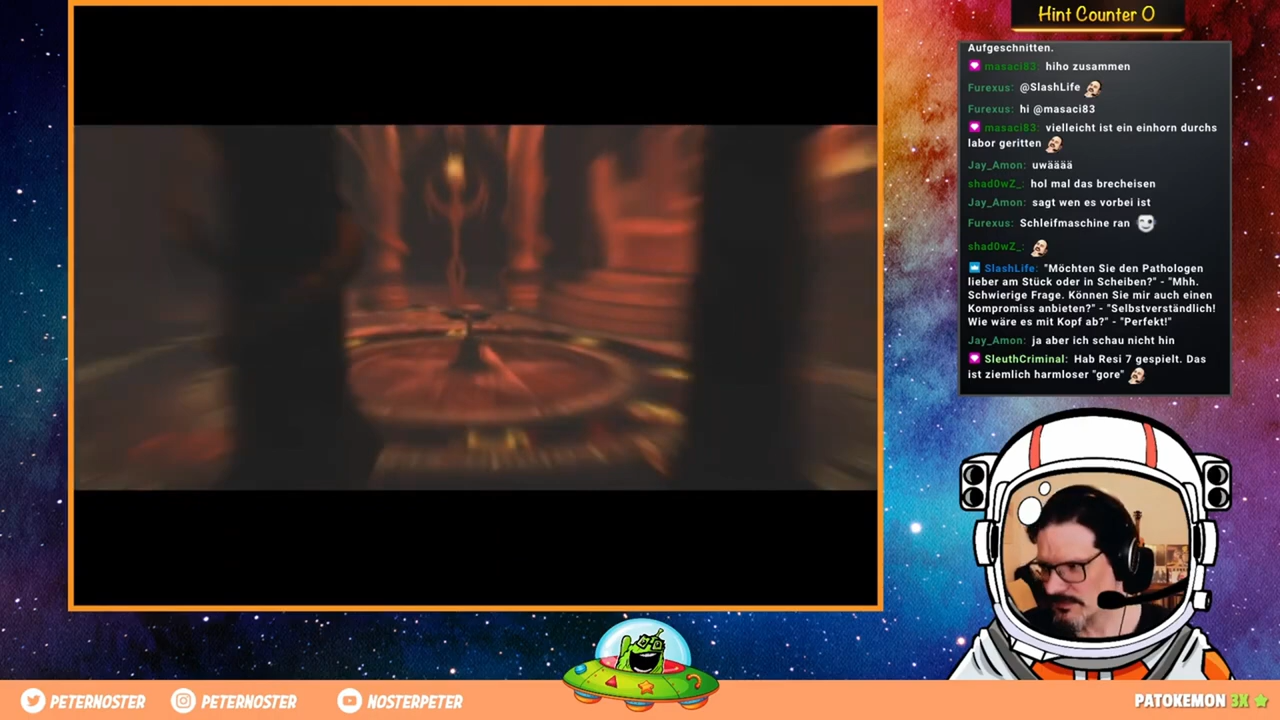 Hint Counter 0
Aufgeschnitten.
masaci83: hiho zusammen
Furexus: @SlashLife
Furexus: hi @masaci83
masaci83: vielleicht ist ein einhorn durchs
labor geritten
Jay_Amon: uwääää
shad0wZ_: hol mal das brecheisen
Jay_Amon: sagt wen es vorbei ist
Furexus: Schleifmaschine ran
shad0wZ_:
SlashLife: "Möchten Sie den Pathologen
lieber am Stück oder in Scheiben?" - "Mhh.
Schwierige Frage. Können Sie mir auch einen
Kompromiss anbieten?" - "Selbstverständlich!
Wie wäre es mit Kopf ab?" - "Perfekt!"
Jay_Amon: ja aber ich schau nicht hin
SleuthCriminal: Hab Resi 7 gespielt. Das
ist ziemlich harmloser "gore"
PETERNOSTER
PETERNOSTER
NOSTERPETER
PATOKEMON 3X